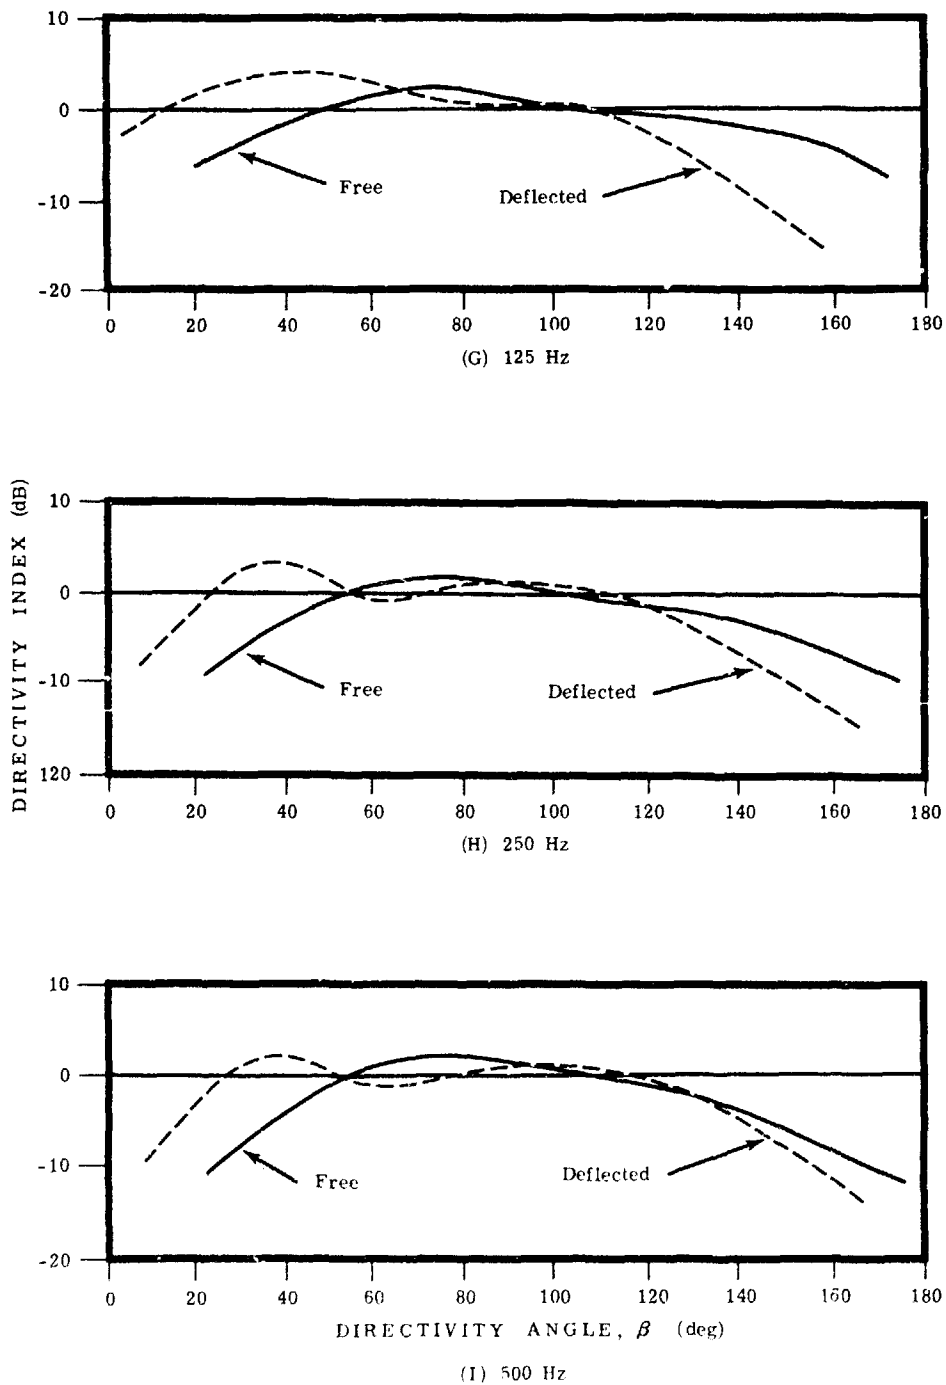 10
0
-10
-20
Free
Deflected
0 20 40 60 80 100 120 140 160 180
(G) 125 Hz
DIRECTIVITY INDEX (dB)
10
0
-10
120
Free
Deflected
0 20 40 60 80 100 120 140 160 180
(H) 250 Hz
10
0
-10
-20
Free
Deflected
0 20 40 60 80 100 120 140 160 180
DIRECTIVITY ANGLE, β (deg)
(I) 500 Hz